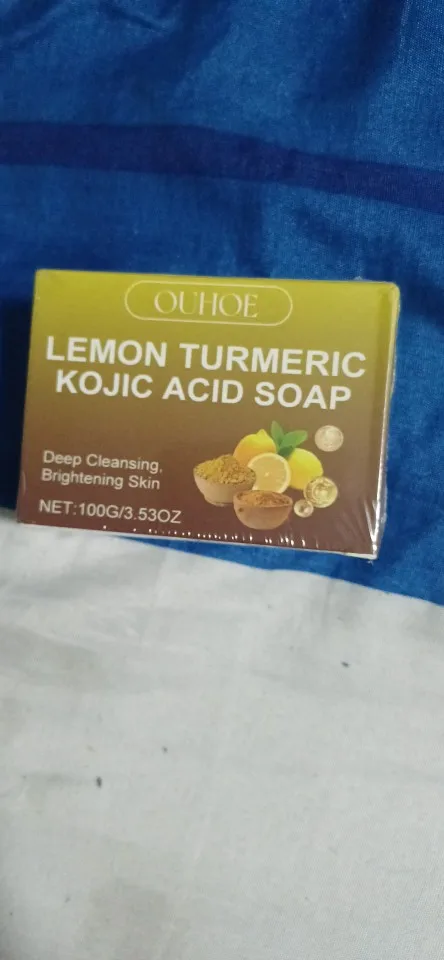 OUHOE
LEMON TURMERIC
KOJIC ACID SOAP
Deep Cleansing,
Brightening Skin
NET:100G/3.53OZ